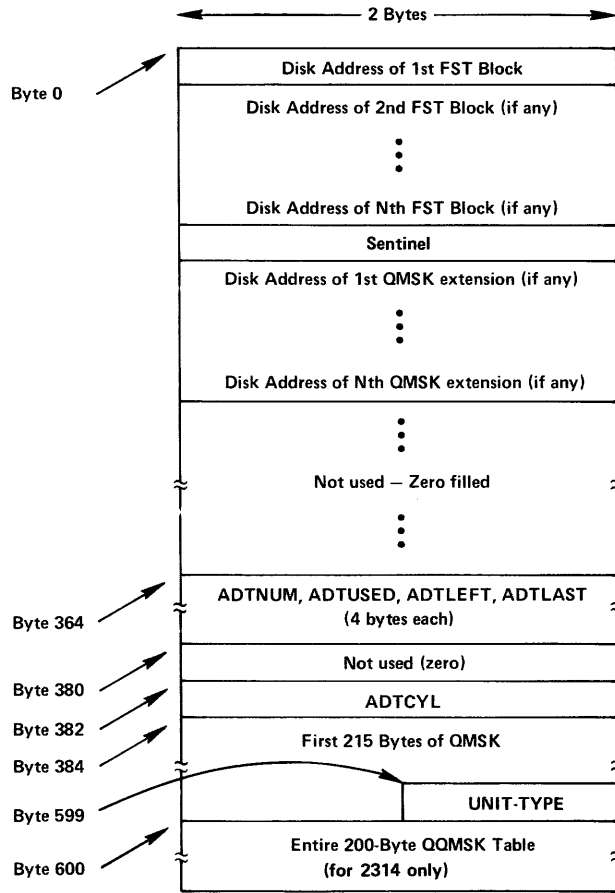 2 Bytes
Byte 0
Disk Address of 1st FST Block
Disk Address of 2nd FST Block (if any)
Disk Address of Nth FST Block (if any)
Sentinel
Disk Address of 1st QMSK extension (if any)
Disk Address of Nth QMSK extension (if any)
Not used — Zero filled
Byte 364
ADTNUM, ADTUSED, ADTLEFT, ADTLAST
(4 bytes each)
Byte 380
Not used (zero)
Byte 382
ADTCYL
Byte 384
First 215 Bytes of QMSK
Byte 599
UNIT-TYPE
Byte 600
Entire 200-Byte QQMSK Table
(for 2314 only)